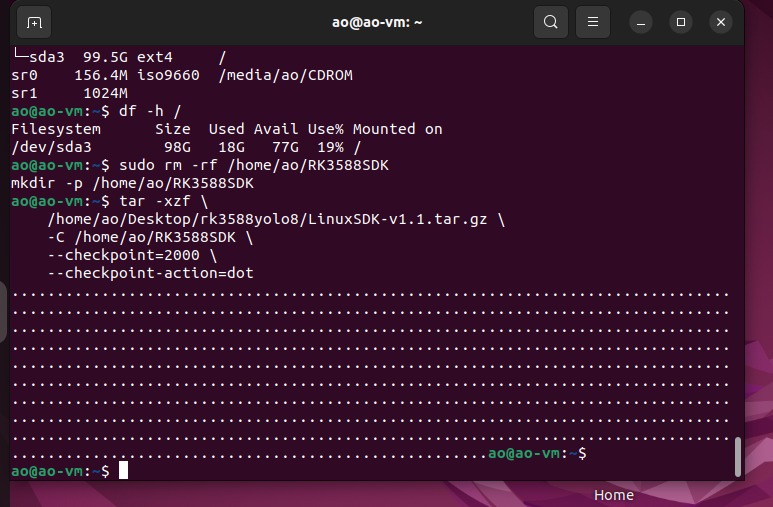 ao@ao-vm: ~
└─sda3  99.5G ext4     /
sr0    156.4M iso9660  /media/ao/CDROM
sr1     1024M
ao@ao-vm:~$ df -h /
Filesystem      Size  Used Avail Use% Mounted on
/dev/sda3        98G   18G   77G  19% /
ao@ao-vm:~$ sudo rm -rf /home/ao/RK3588SDK
mkdir -p /home/ao/RK3588SDK
ao@ao-vm:~$ tar -xzf \
    /home/ao/Desktop/rk3588yolo8/LinuxSDK-v1.1.tar.gz \
    -C /home/ao/RK3588SDK \
    --checkpoint=2000 \
    --checkpoint-action=dot
................................................................................
................................................................................
................................................................................
................................................................................
................................................................................
................................................................................
................................................................................
................................................................................
................................................................................
.....................................................ao@ao-vm:~$
ao@ao-vm:~$
Home